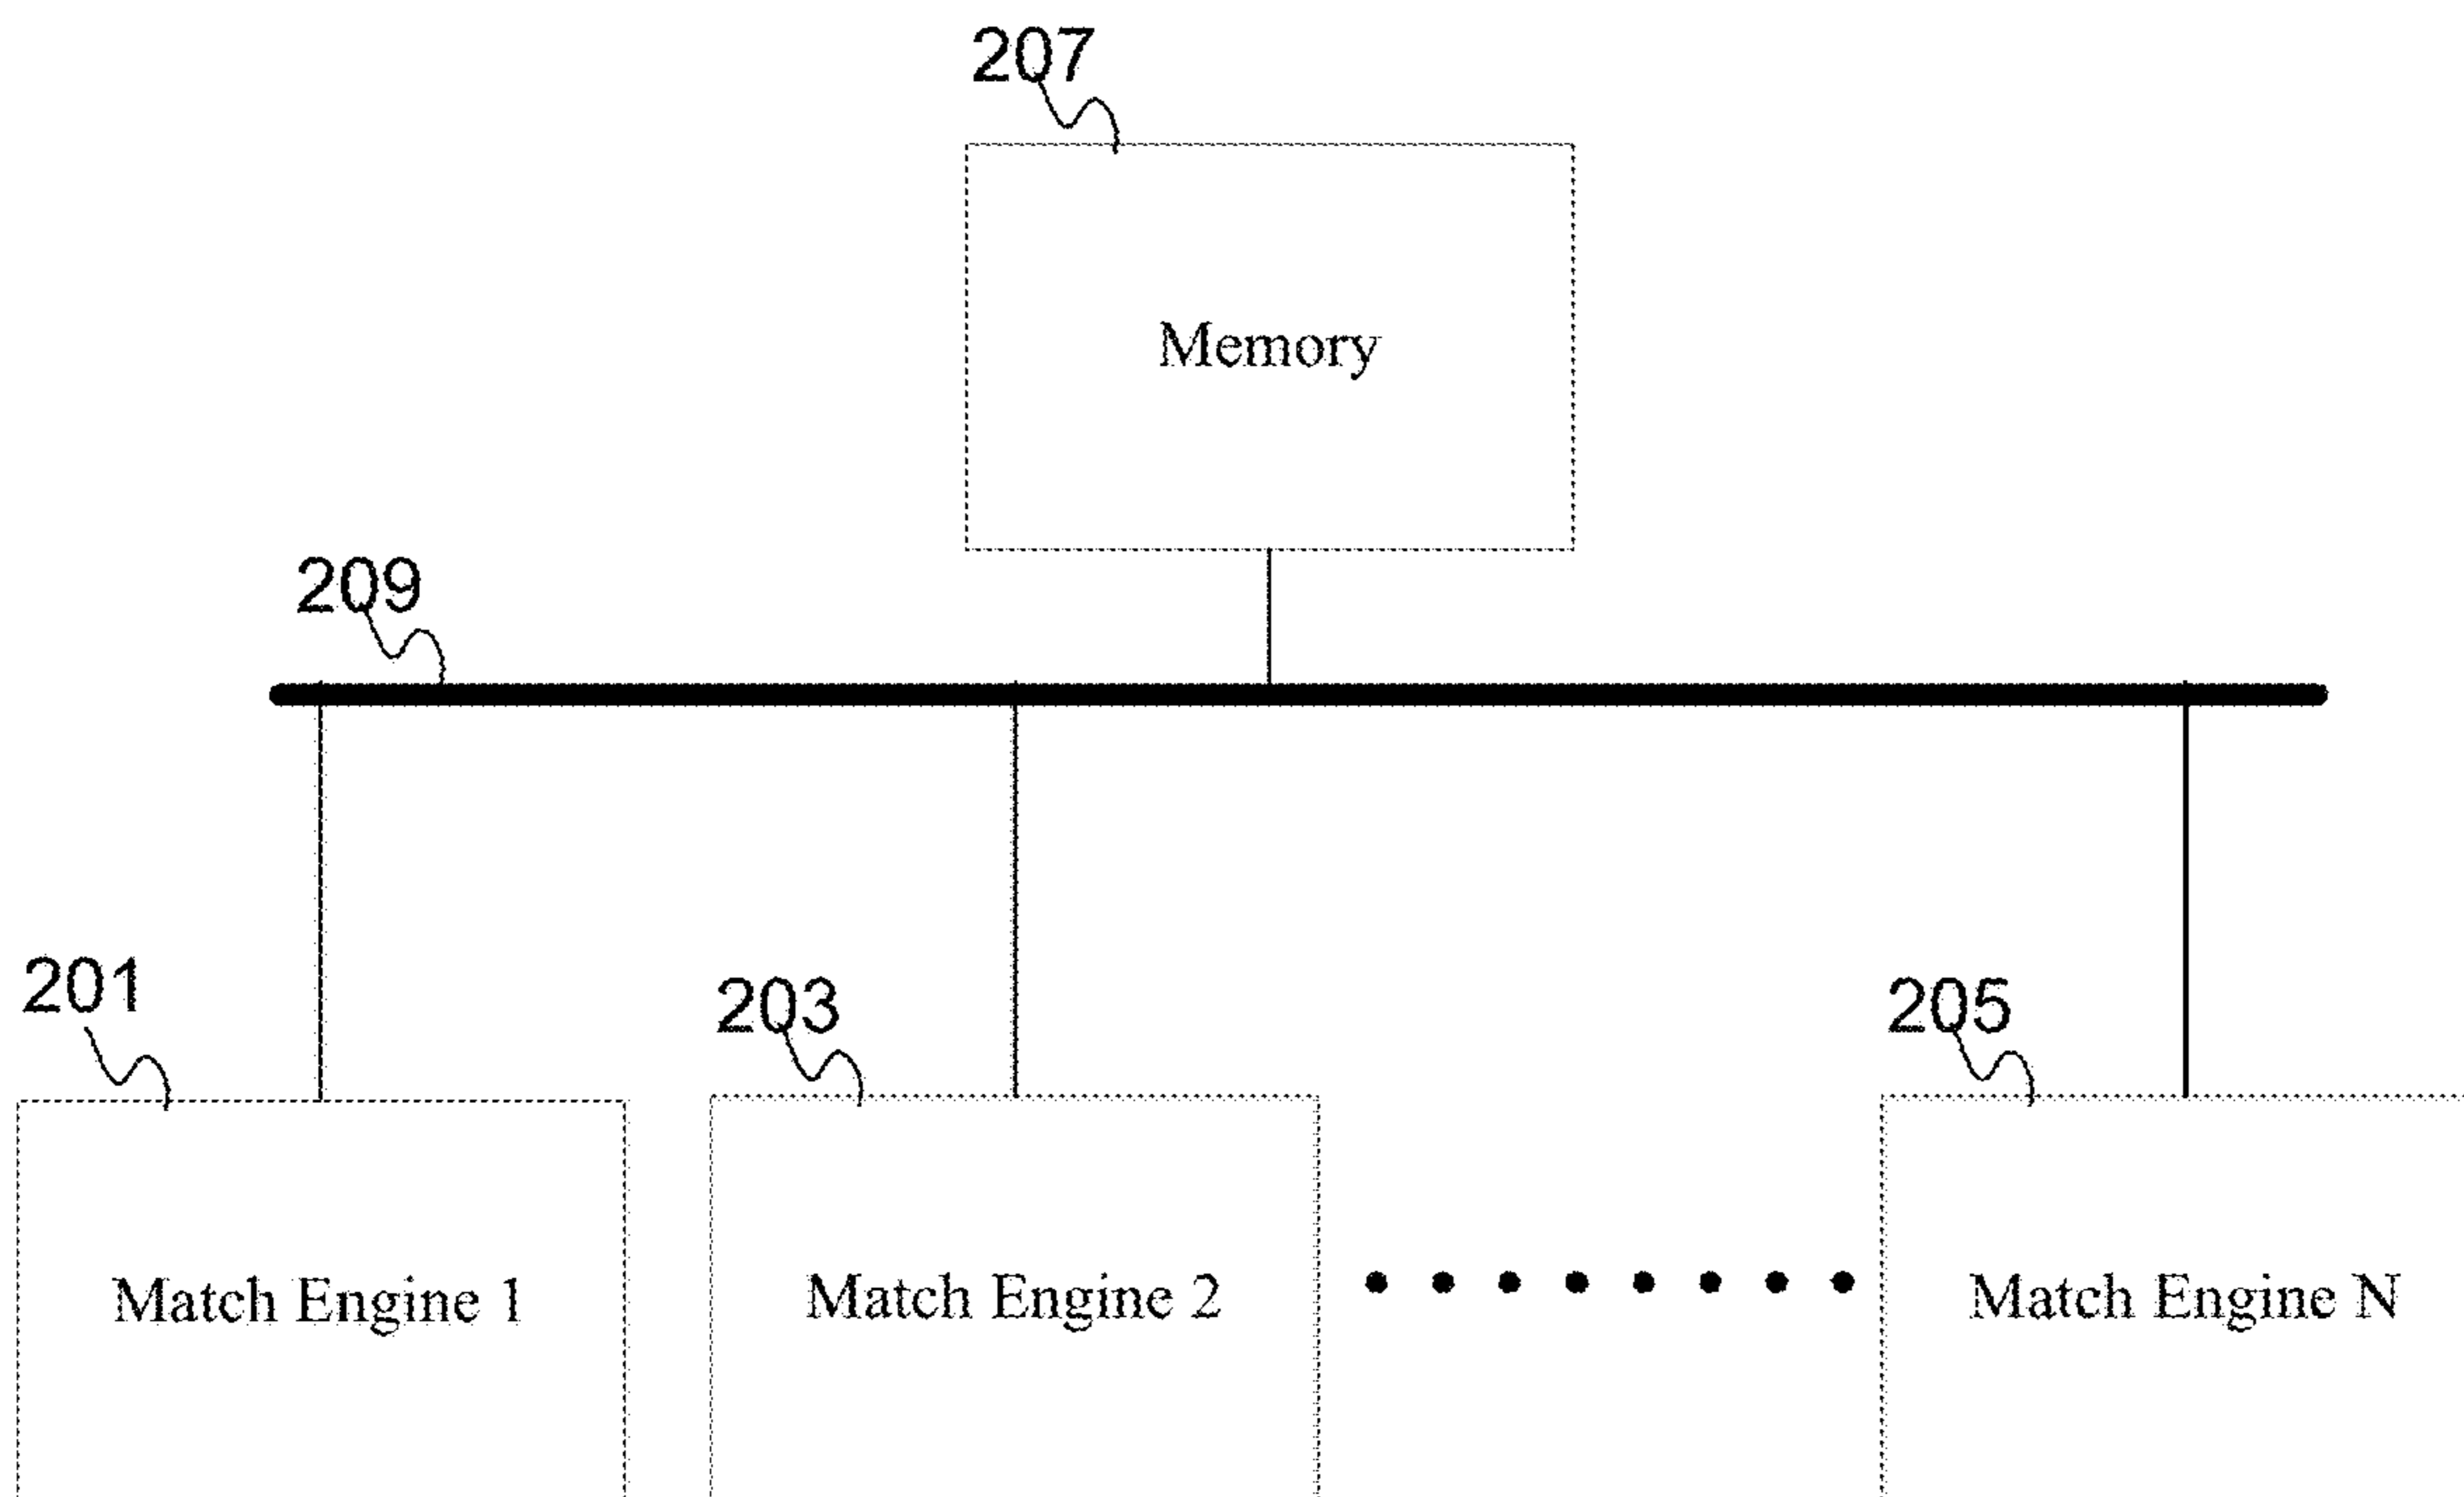 207
Memory
209
201
203
205
Match Engine 1
Match Engine 2
Match Engine N